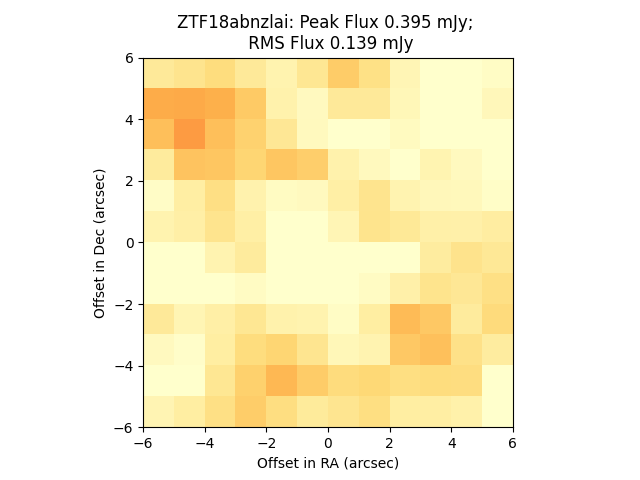 ZTF18abnzlai: Peak Flux 0.395 mJy;
RMS Flux 0.139 mJy
6
4
2
0
−2
−4
−6
Offset in Dec (arcsec)
−6 −4 −2 0 2 4 6
Offset in RA (arcsec)